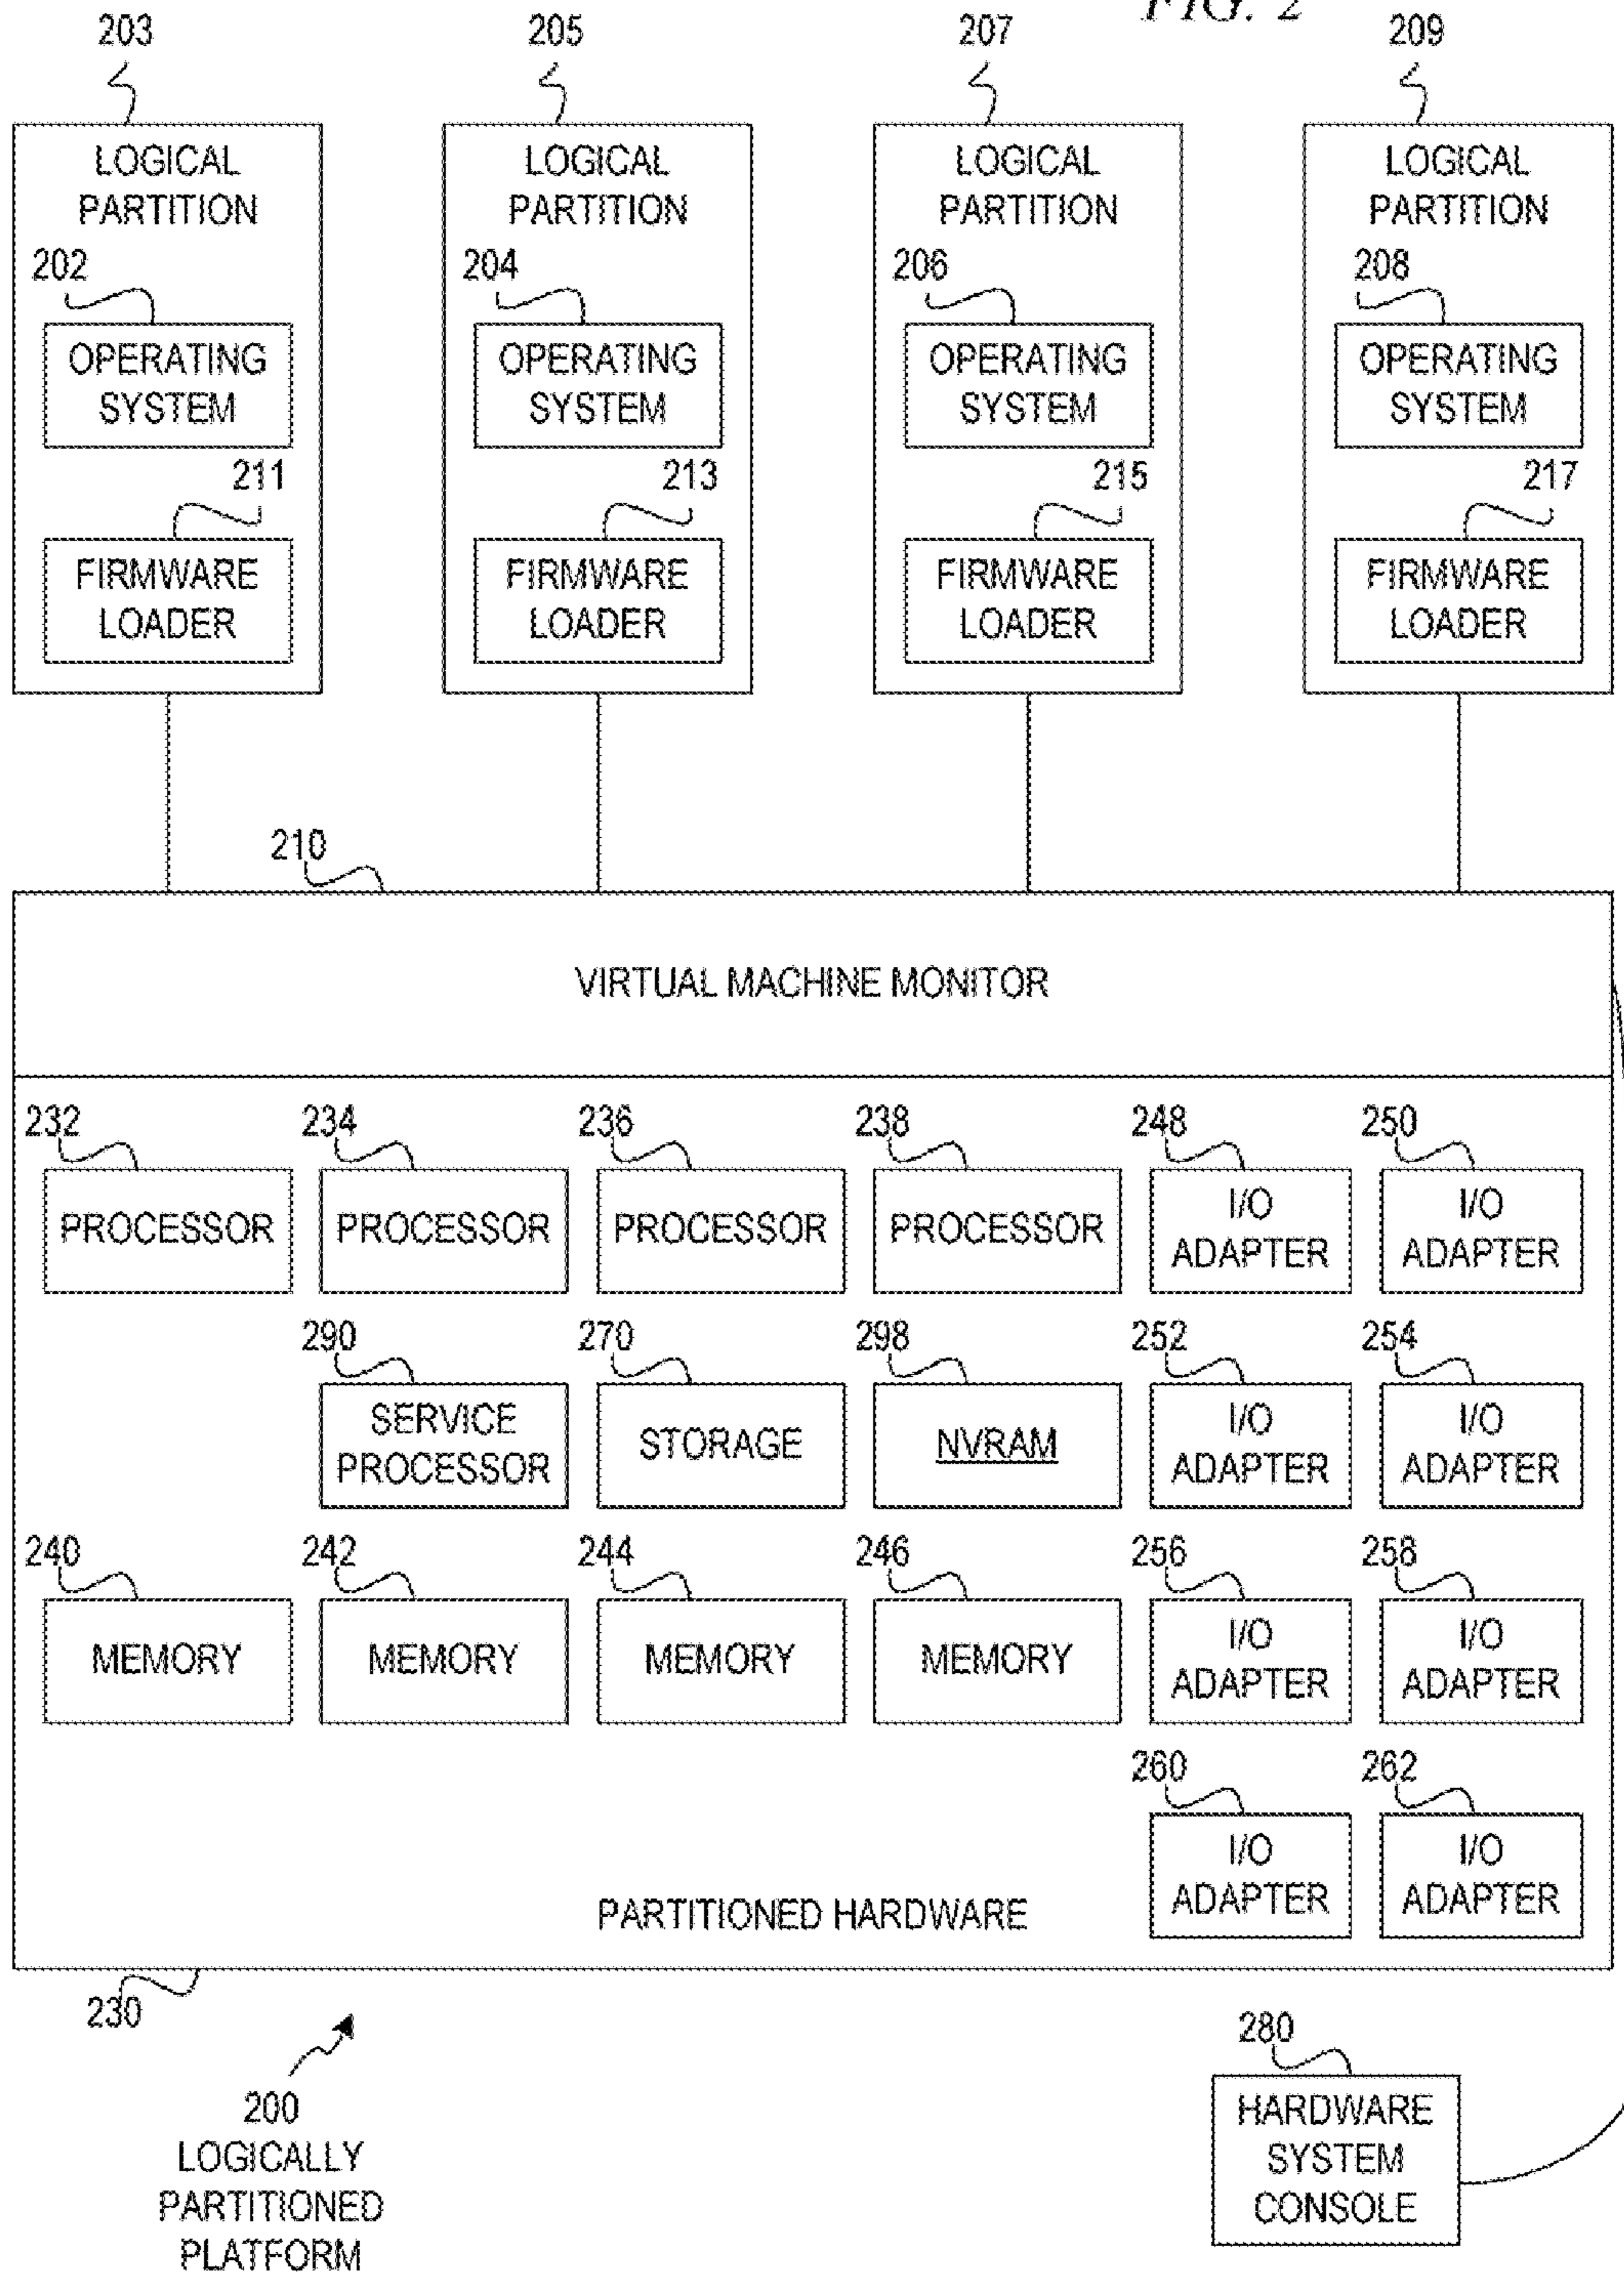 FIG. 2
203 205 207 209
LOGICAL PARTITION LOGICAL PARTITION LOGICAL PARTITION LOGICAL PARTITION
202 204 206 208
OPERATING SYSTEM OPERATING SYSTEM OPERATING SYSTEM OPERATING SYSTEM
211 213 215 217
FIRMWARE LOADER FIRMWARE LOADER FIRMWARE LOADER FIRMWARE LOADER
210
VIRTUAL MACHINE MONITOR
232 234 236 238 248 250
PROCESSOR PROCESSOR PROCESSOR PROCESSOR I/O ADAPTER I/O ADAPTER
290 270 298 252 254
SERVICE PROCESSOR STORAGE NVRAM I/O ADAPTER I/O ADAPTER
240 242 244 246 256 258
MEMORY MEMORY MEMORY MEMORY I/O ADAPTER I/O ADAPTER
260 262
I/O ADAPTER I/O ADAPTER
PARTITIONED HARDWARE
230
200
LOGICALLY
PARTITIONED
PLATFORM
280
HARDWARE
SYSTEM
CONSOLE